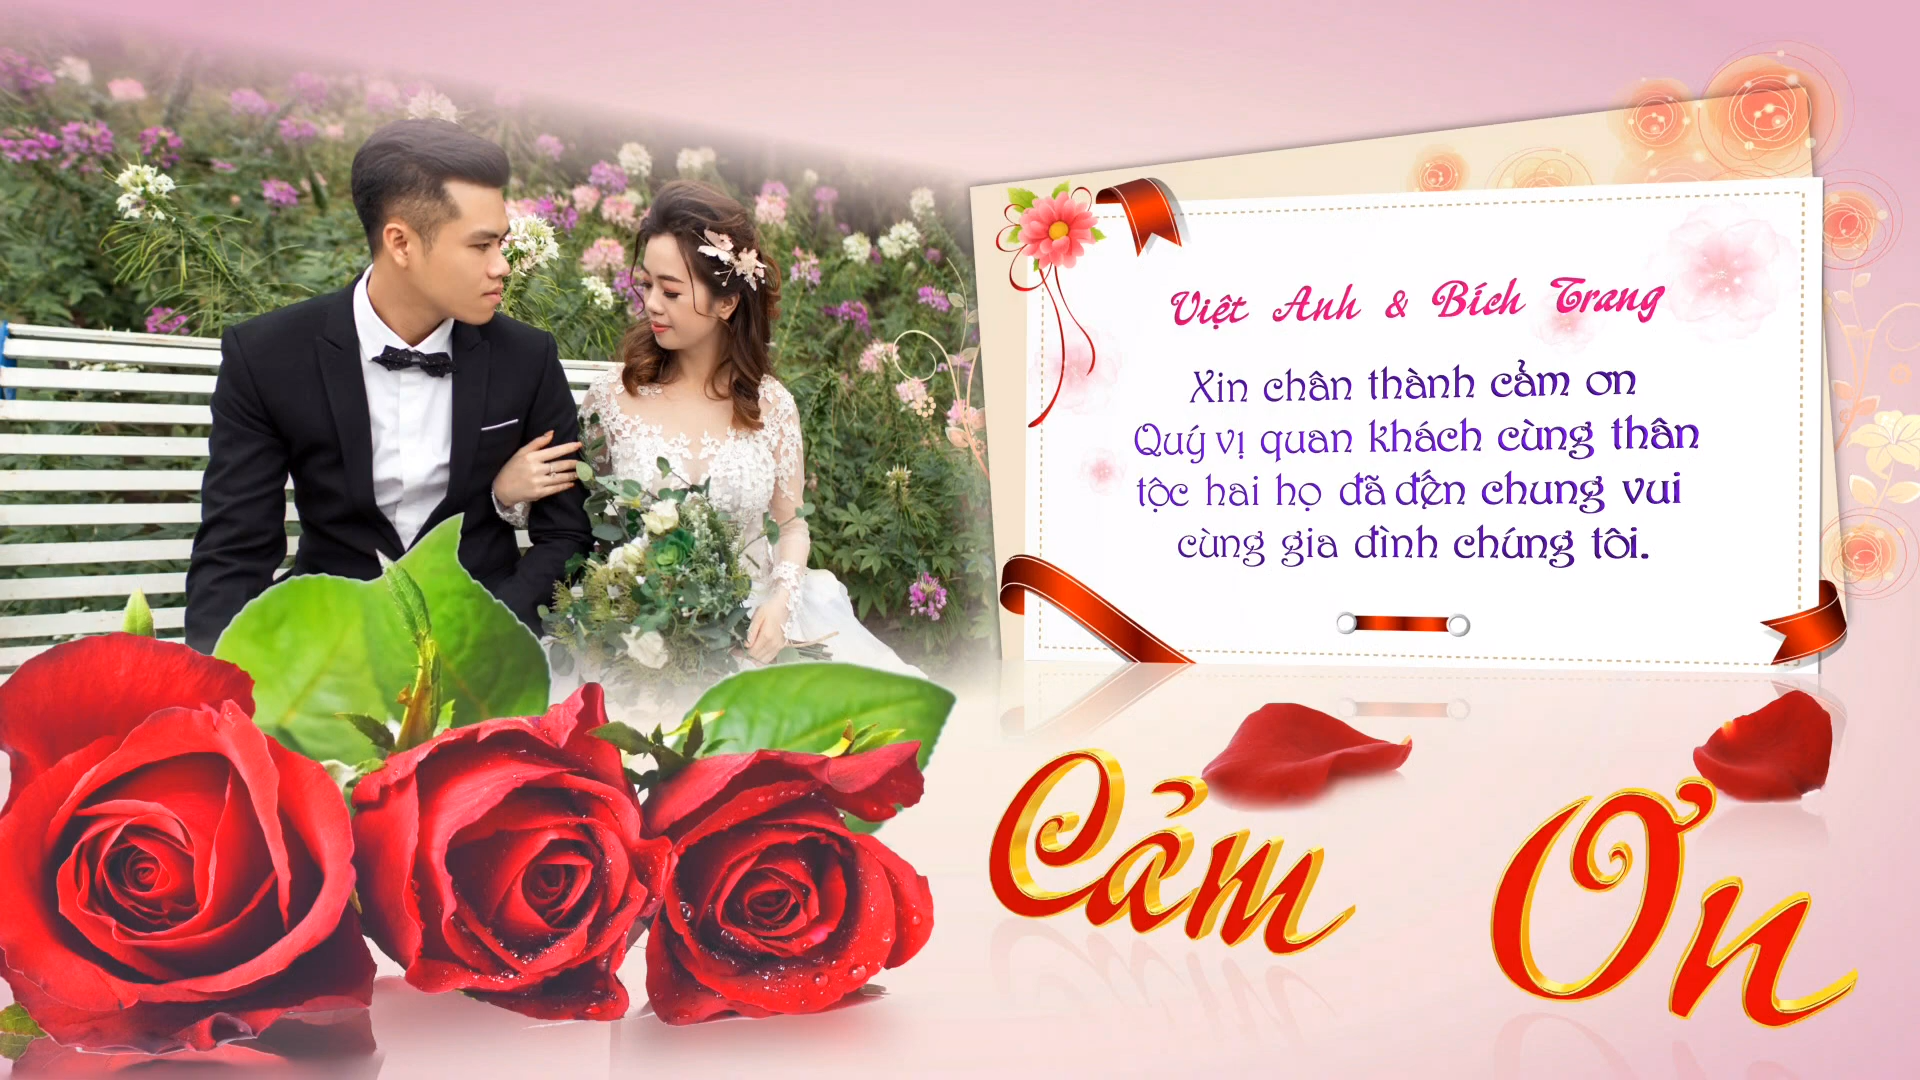 Việt Anh & Bích Trang
Xin chân thành cảm ơn
Quý vị quan khách cùng thân
tộc hai họ đã đến chung vui
cùng gia đình chúng tôi.
Cảm Ơn